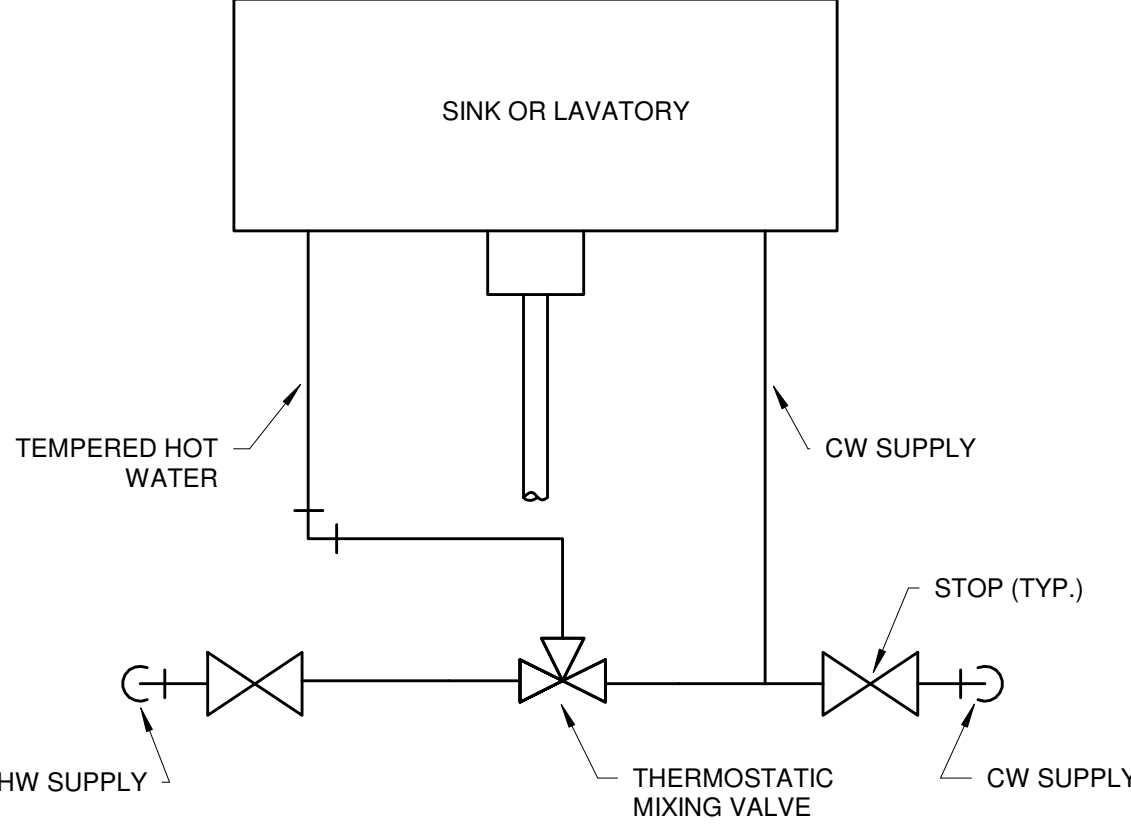 SINK OR LAVATORY
TEMPERED HOT
WATER
CW SUPPLY
STOP (TYP.)
HW SUPPLY
THERMOSTATIC
MIXING VALVE
CW SUPPLY